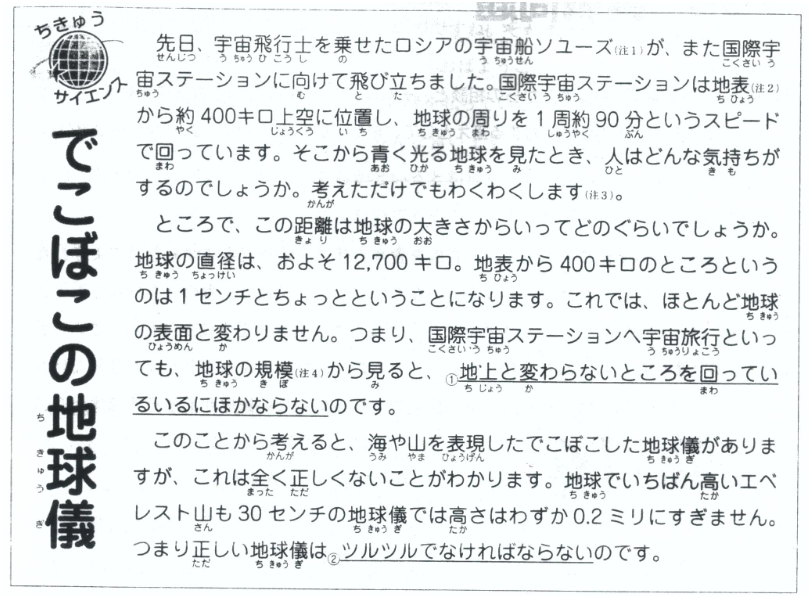 ちきゅう
サイエンス
でこぼこの地球儀
先日、宇宙飛行士を乗せたロシアの宇宙船ソユーズ(注1)が、また国際宇
宙ステーションに向けて飛び立ちました。国際宇宙ステーションは地表(注2)
から約400キロ上空に位置し、地球の周りを1周約90分というスピード
で回っています。そこから青く光る地球を見たとき、人はどんな気持ちが
するのでしょうか。考えただけでもわくわくします(注3)。
ところで、この距離は地球の大きさからいってどのぐらいでしょうか。
地球の直径は、およそ12,700キロ。地表から400キロのところという
のは1センチとちょっとということになります。これでは、ほとんど地球
の表面と変わりません。つまり、国際宇宙ステーションへ宇宙旅行といっ
ても、地球の規模(注4)から見ると、①地上と変わらないところを回ってい
るいるにほかならないのです。
このことから考えると、海や山を表現したでこぼこした地球儀がありま
すが、これは全く正しくないことがわかります。地球でいちばん高いエベ
レスト山も30センチの地球儀では高さはわずか0.2ミリにすぎません。
つまり正しい地球儀は②ツルツルでなければならないのです。